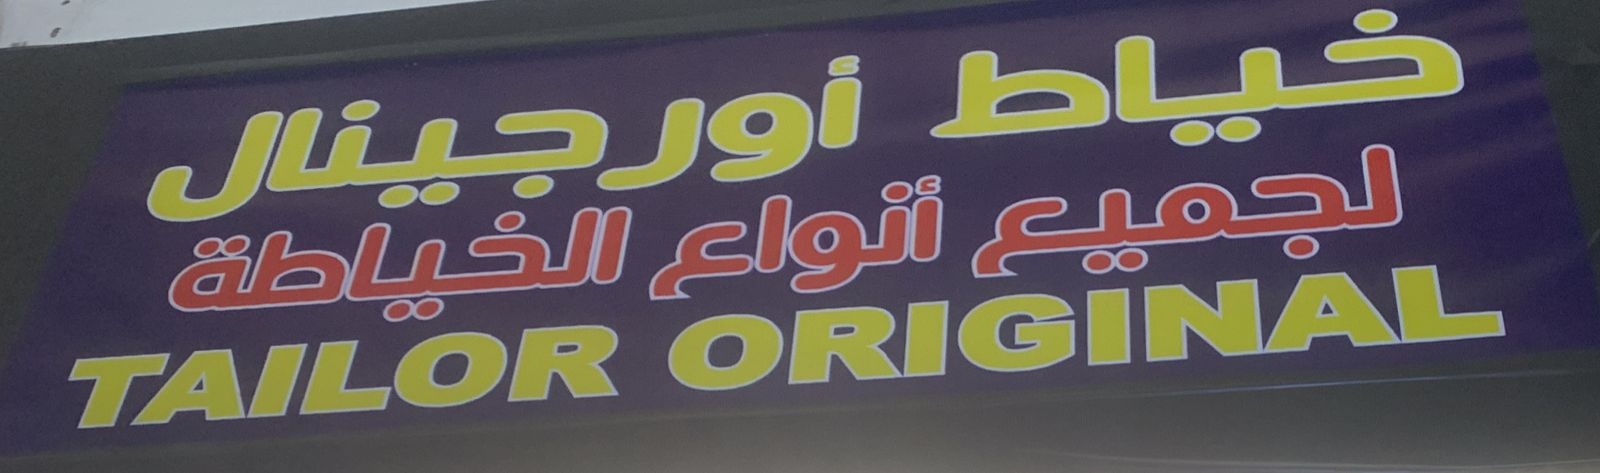 خياط أورجينال
لجميع أنواع الخياطة
TAILOR ORIGINAL